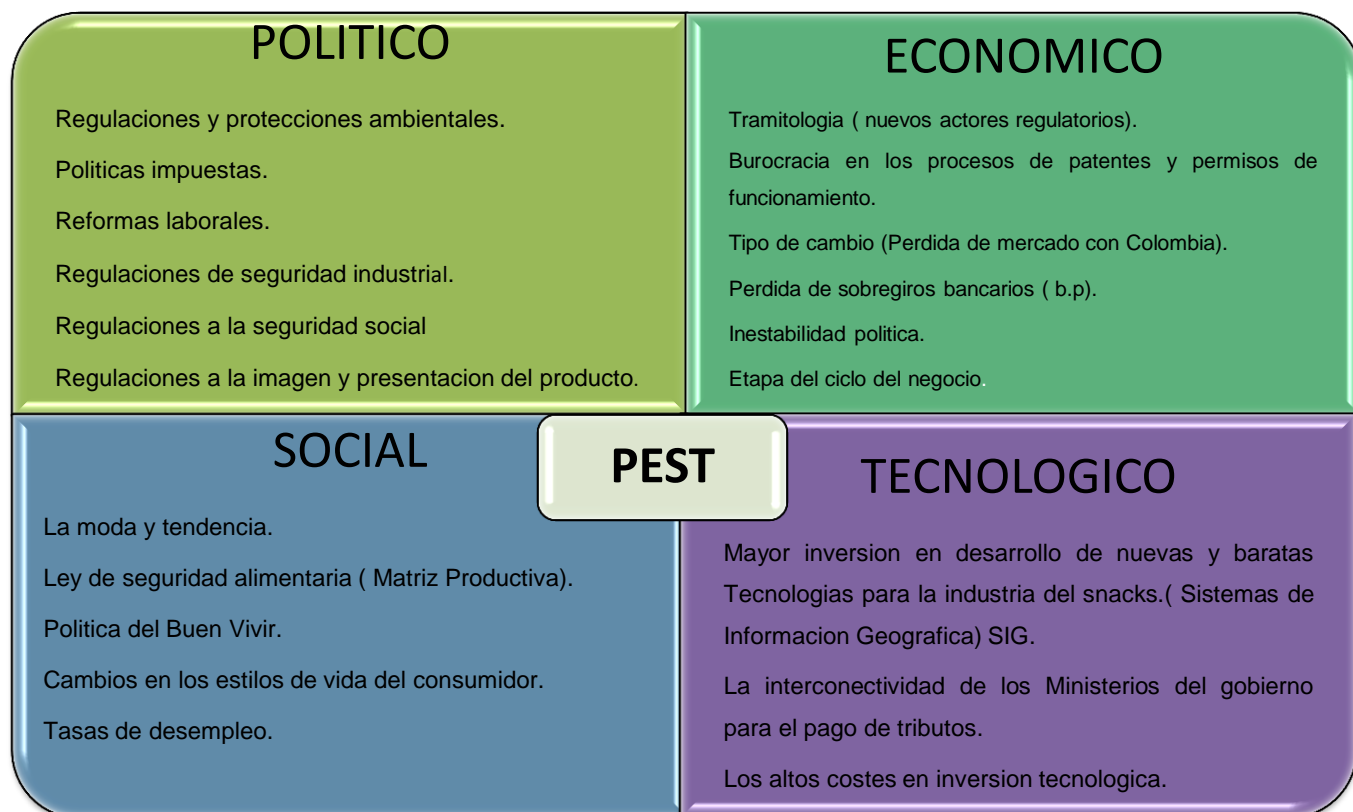 POLITICO
Regulaciones y protecciones ambientales.
Politicas impuestas.
Reformas laborales.
Regulaciones de seguridad industrial.
Regulaciones a la seguridad social
Regulaciones a la imagen y presentacion del producto.
ECONOMICO
Tramitologia ( nuevos actores regulatorios).
Burocracia en los procesos de patentes y permisos de
funcionamiento.
Tipo de cambio (Perdida de mercado con Colombia).
Perdida de sobregiros bancarios ( b.p).
Inestabilidad politica.
Etapa del ciclo del negocio.
SOCIAL
La moda y tendencia.
Ley de seguridad alimentaria ( Matriz Productiva).
Politica del Buen Vivir.
Cambios en los estilos de vida del consumidor.
Tasas de desempleo.
PEST
TECNOLOGICO
Mayor inversion en desarrollo de nuevas y baratas
Tecnologias para la industria del snacks.( Sistemas de
Informacion Geografica) SIG.
La interconectividad de los Ministerios del gobierno
para el pago de tributos.
Los altos costes en inversion tecnologica.